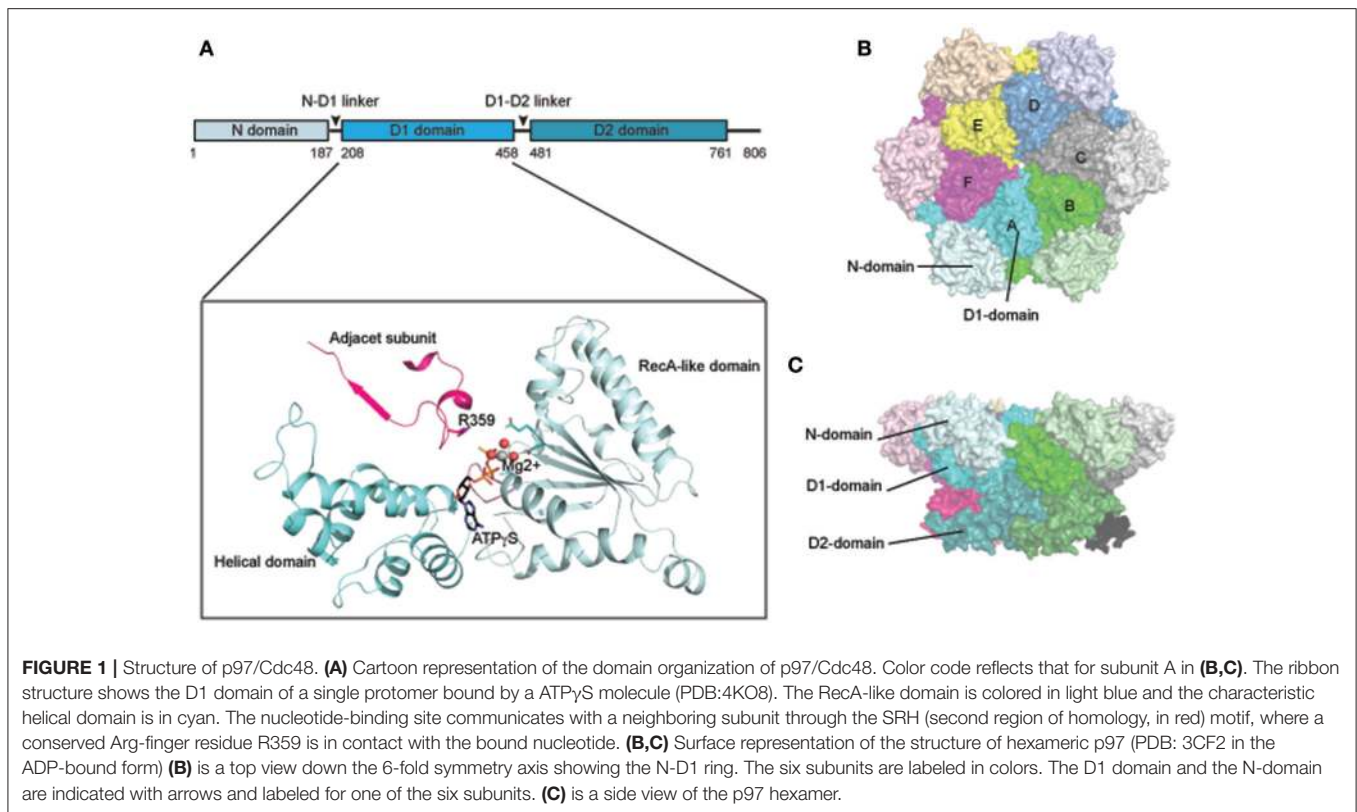 A
N-D1 linker
D1-D2 linker
N domain
D1 domain
D2 domain
1
187
208
458
481
761
806
Adjacet subunit
RecA-like domain
R359
Mg2+
ATPγS
Helical domain
B
D
E
C
F
B
A
N-domain
D1-domain
C
N-domain
D1-domain
D2-domain
FIGURE 1 | Structure of p97/Cdc48. (A) Cartoon representation of the domain organization of p97/Cdc48. Color code reflects that for subunit A in (B,C). The ribbon
structure shows the D1 domain of a single protomer bound by a ATPγS molecule (PDB:4KO8). The RecA-like domain is colored in light blue and the characteristic
helical domain is in cyan. The nucleotide-binding site communicates with a neighboring subunit through the SRH (second region of homology, in red) motif, where a
conserved Arg-finger residue R359 is in contact with the bound nucleotide. (B,C) Surface representation of the structure of hexameric p97 (PDB: 3CF2 in the
ADP-bound form) (B) is a top view down the 6-fold symmetry axis showing the N-D1 ring. The six subunits are labeled in colors. The D1 domain and the N-domain
are indicated with arrows and labeled for one of the six subunits. (C) is a side view of the p97 hexamer.